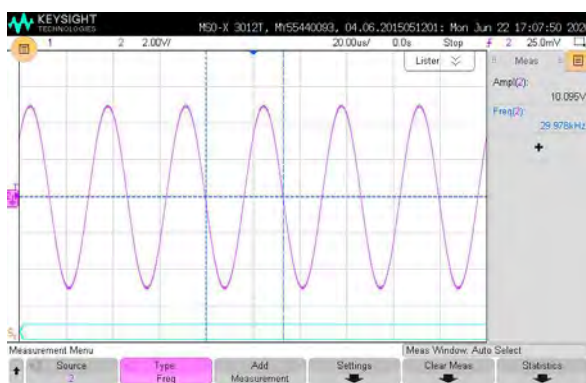 KEYSIGHT
TECHNOLOGIES
MSO-X 3012T, MY55440093, 04.06.2015051201: Mon Jun 22 17:07:50 2020
1 2 2.00V/ 20.00us/ 0.0s Stop 2 25.0mV
Lister
Meas
Ampl(2):
10.095V
Freq(2):
29.978kHz
Measurement Menu
Meas Window: Auto Select
Source
2
Type:
Freq
Add
Measurement
Settings
Clear Meas
Statistics